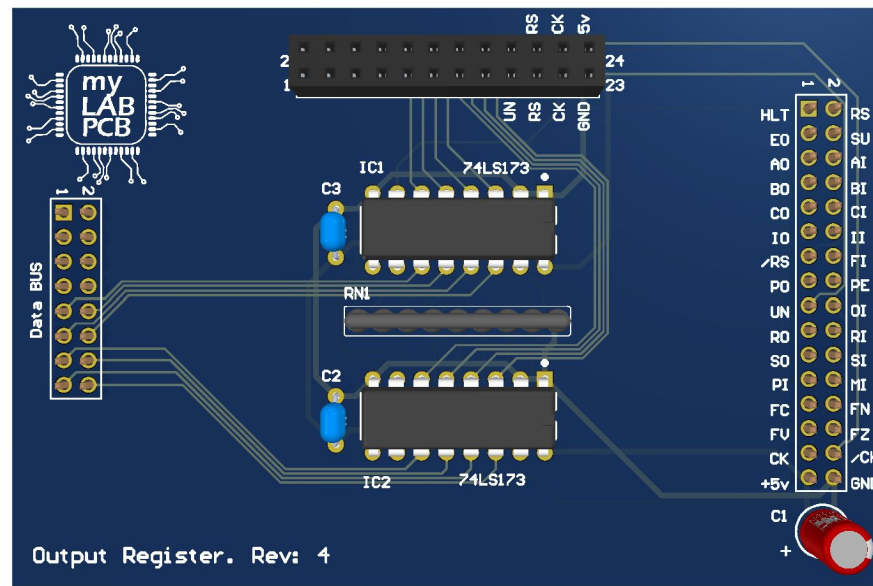 my
LAB
PCB
RS CK 5v
2 24
1 23
UN RS CK GND
IC1 74LS173
C3
1 2
Data BUS
RN1
C2
IC2 74LS173
1 2
HLT RS
EO SU
AO AI
BO BI
CO CI
IO II
/RS FI
PO PE
UN OI
RO RI
SO SI
PI MI
FC FN
FV FZ
CK
+5v GND
C1
+
Output Register. Rev: 4